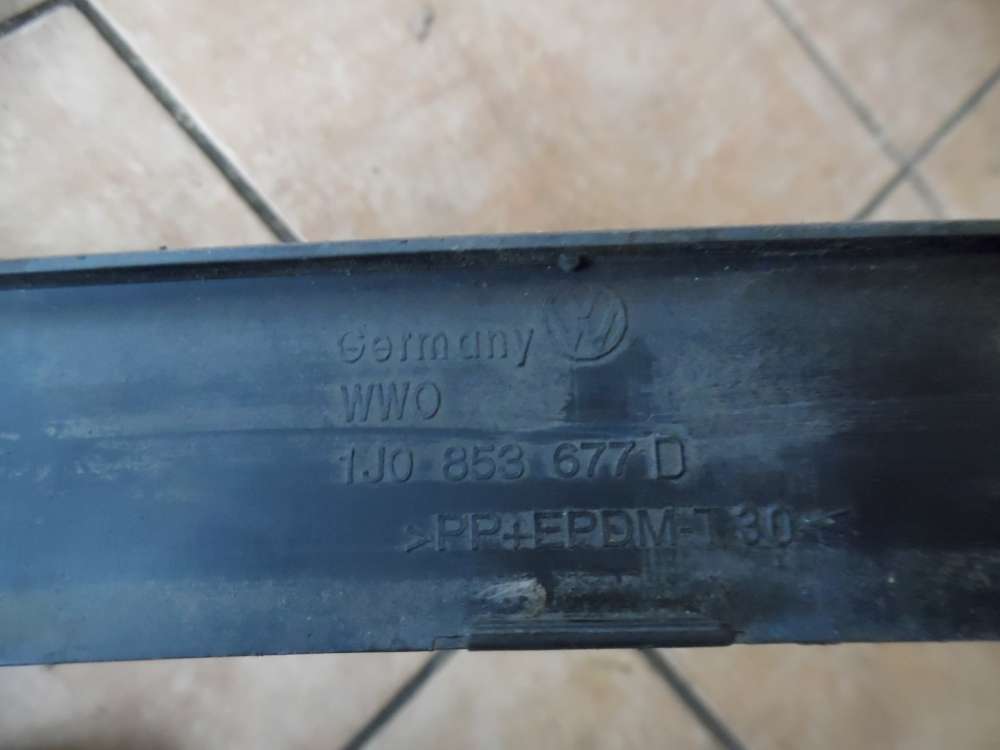 Germany
WWO
1J0 853 677 D
>PP+EPDM-T30<